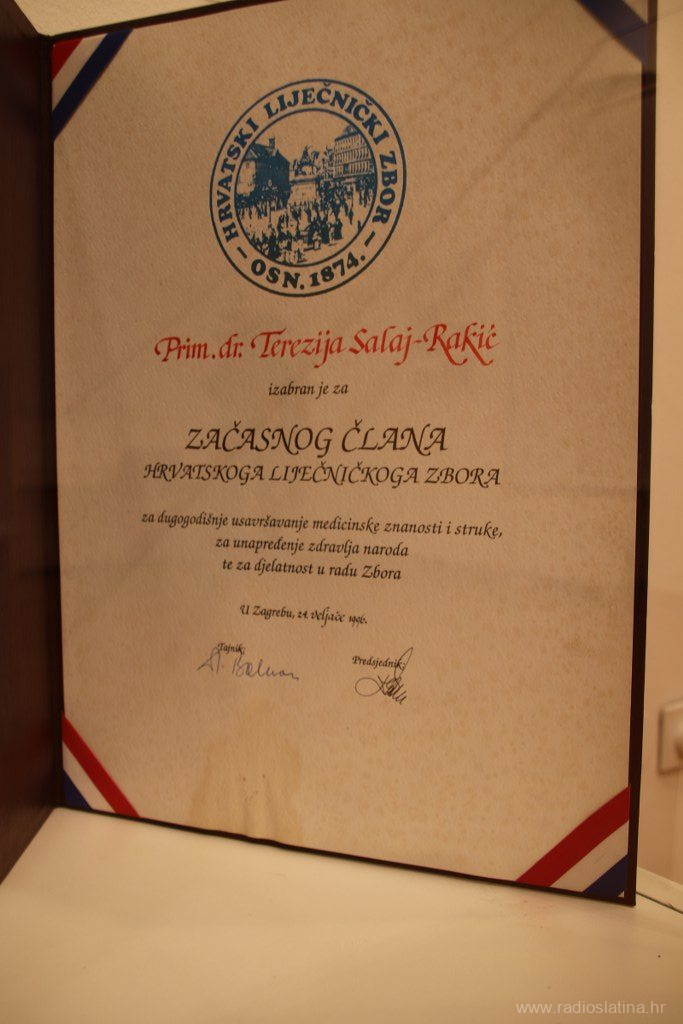 HRVATSKI LIJEČNIČKI ZBOR
– OSN. 1874. –
Prim. dr. Terezija Salaj-Rakić
izabran je za
ZAČASNOG ČLANA
HRVATSKOGA LIJEČNIČKOGA ZBORA
za dugogodišnje usavršavanje medicinske znanosti i struke,
za unapređenje zdravlja naroda
te za djelatnost u radu Zbora
U Zagrebu, 24. veljače 1996.
Tajnik:
Predsjednik:
www.radioslatina.hr